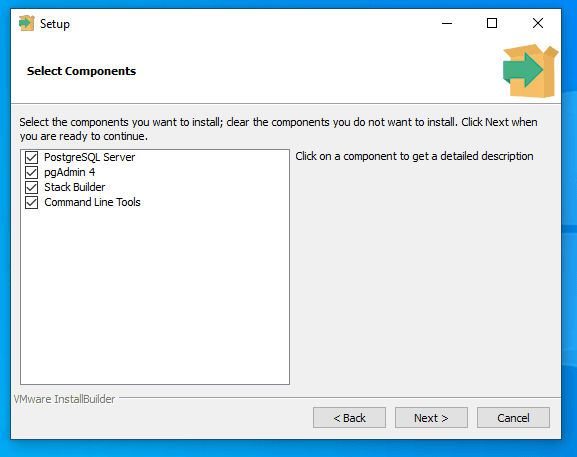 Setup
Select Components
Select the components you want to install; clear the components you do not want to install. Click Next when
you are ready to continue.
PostgreSQL Server
pgAdmin 4
Stack Builder
Command Line Tools
Click on a component to get a detailed description
VMware InstallBuilder
< Back
Next >
Cancel